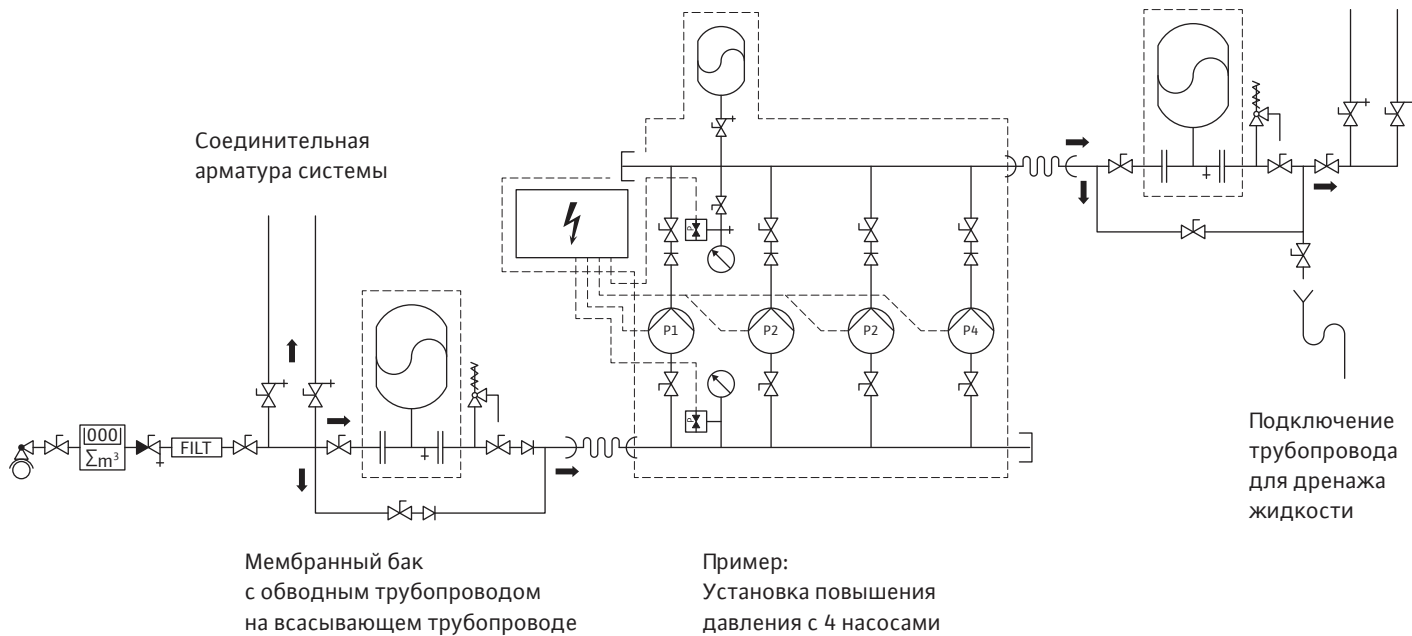 Соединительная
арматура системы
P
P1
P2
P2
P4
P
000
Σm³
FILT
Подключение
трубопровода
для дренажа
жидкости
Мембранный бак
с обводным трубопроводом
на всасывающем трубопроводе
Пример:
Установка повышения
давления с 4 насосами